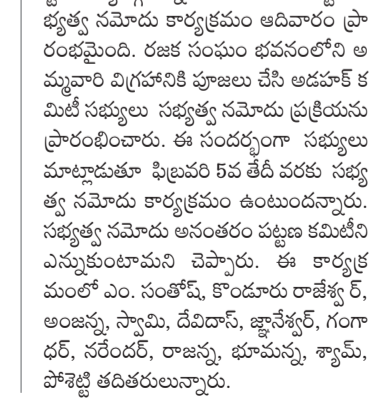 భ్యత్వ నమోదు కార్యక్రమం ఆదివారం ప్రా
రంభమైంది. రజక సంఘం భవనంలోని అ
మ్మవారి విగ్రహానికి పూజలు చేసి అడహక్ క
మిటీ సభ్యులు సభ్యత్వ నమోదు ప్రక్రియను
ప్రారంభించారు. ఈ సందర్భంగా సభ్యులు
మాట్లాడుతూ ఫిబ్రవరి 5వ తేదీ వరకు సభ్య
త్వ నమోదు కార్యక్రమం ఉంటుందన్నారు.
సభ్యత్వ నమోదు అనంతరం పట్టణ కమిటీని
ఎన్నుకుంటామని చెప్పారు. ఈ కార్యక్ర
మంలో ఎం. సంతోష్, కొండూరు రాజేశ్వ ర్,
అంజన్న, స్వామి, దేవిదాస్, జ్ఞానేశ్వర్, గంగా
ధర్, నరేందర్, రాజన్న, భూమన్న, శ్యామ్,
పోశెట్టి తదితరులున్నారు.